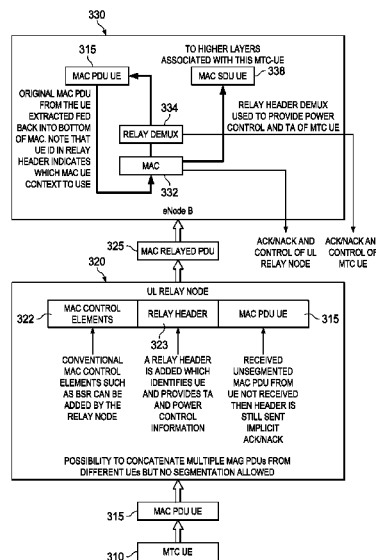 330
315
MAC PDU UE
TO HIGHER LAYERS
ASSOCIATED WITH THIS MTC-UE
MAC SDU UE
338
ORIGINAL MAC PDU
FROM THE UE
EXTRACTED FED
BACK INTO BOTTOM
OF MAC. NOTE THAT
UE ID IN RELAY
HEADER INDICATES
WHICH MAC UE
CONTEXT TO USE
334
RELAY DEMUX
RELAY HEADER DEMUX
USED TO PROVIDE POWER
CONTROL AND TA OF MTC UE
MAC
332
eNode B
325
MAC RELAYED PDU
ACK/NACK AND
CONTROL OF UL
RELAY NODE
ACK/NACK AND
CONTROL OF
MTC UE
320
UL RELAY NODE
322
MAC CONTROL
ELEMENTS
RELAY HEADER
MAC PDU UE
315
323
CONVENTIONAL
MAC CONTROL
ELEMENTS SUCH
AS BSR CAN BE
ADDED BY THE
RELAY NODE
A RELAY HEADER
IS ADDED WHICH
IDENTIFIES UE
AND PROVIDES TA
AND POWER
CONTROL
INFORMATION
RECEIVED
UNSEGMENTED
MAC PDU FROM
UE NOT RECEIVED
THEN HEADER IS
STILL SENT
IMPLICIT
ACK/NACK
POSSIBILITY TO CONCATENATE MULTIPLE MAG PDUs FROM
DIFFERENT UEs BUT NO SEGMENTATION ALLOWED
315
MAC PDU UE
310
MTC UE